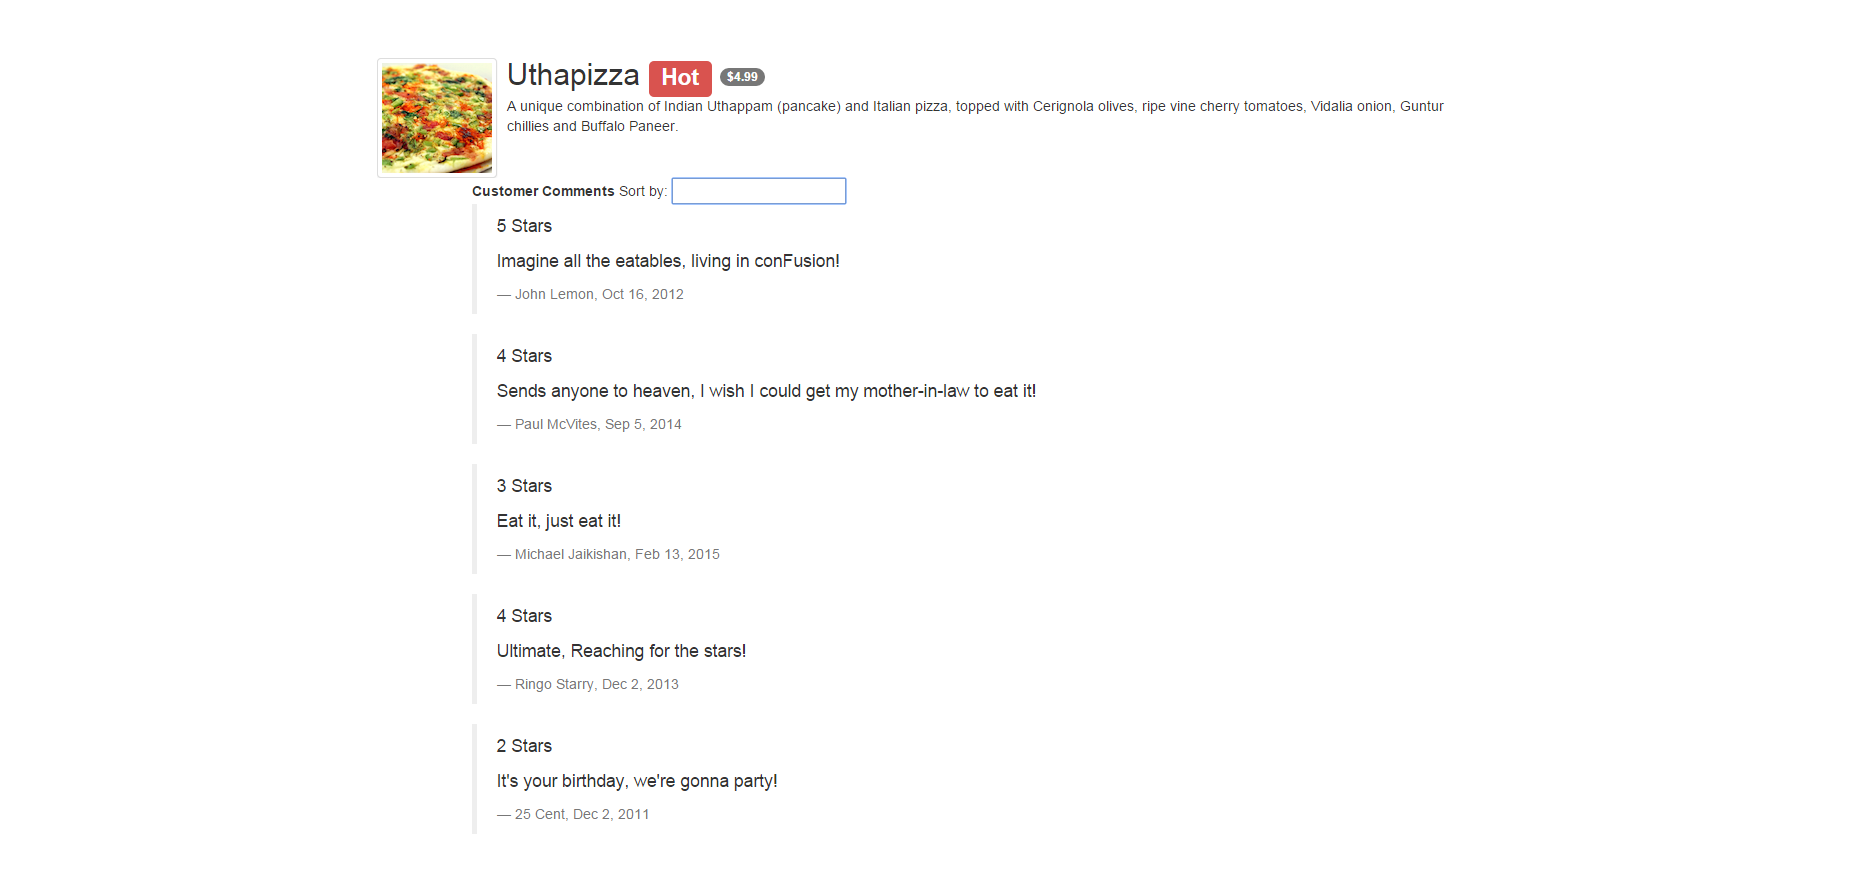 Uthapizza Hot $4.99
A unique combination of Indian Uthappam (pancake) and Italian pizza, topped with Cerignola olives, ripe vine cherry tomatoes, Vidalia onion, Guntur
chillies and Buffalo Paneer.
Customer Comments Sort by:
5 Stars
Imagine all the eatables, living in conFusion!
— John Lemon, Oct 16, 2012
4 Stars
Sends anyone to heaven, I wish I could get my mother-in-law to eat it!
— Paul McVites, Sep 5, 2014
3 Stars
Eat it, just eat it!
— Michael Jaikishan, Feb 13, 2015
4 Stars
Ultimate, Reaching for the stars!
— Ringo Starry, Dec 2, 2013
2 Stars
It's your birthday, we're gonna party!
— 25 Cent, Dec 2, 2011